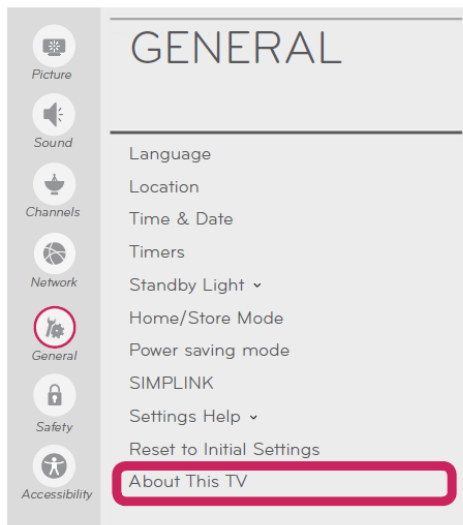 Picture
Sound
Channels
Network
General
Safety
Accessibility
GENERAL
Language
Location
Time & Date
Timers
Standby Light ⌄
Home/Store Mode
Power saving mode
SIMPLINK
Settings Help ⌄
Reset to Initial Settings
About This TV